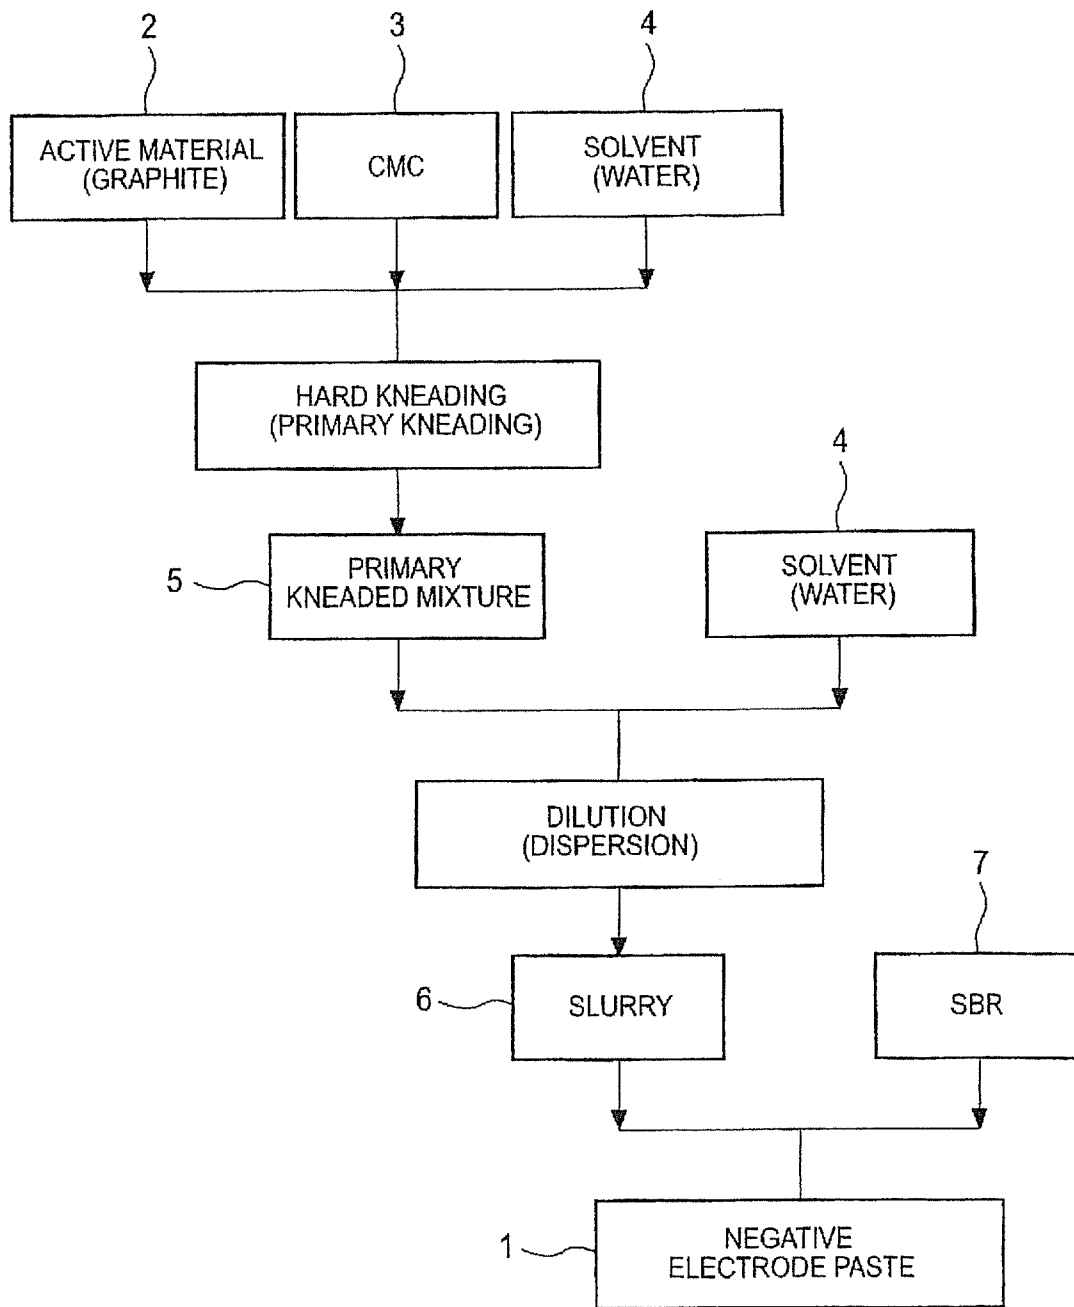 2
3
4
ACTIVE MATERIAL
(GRAPHITE)
CMC
SOLVENT
(WATER)
HARD KNEADING
(PRIMARY KNEADING)
4
5
PRIMARY
KNEADED MIXTURE
SOLVENT
(WATER)
DILUTION
(DISPERSION)
7
6
SLURRY
SBR
1
NEGATIVE
ELECTRODE PASTE